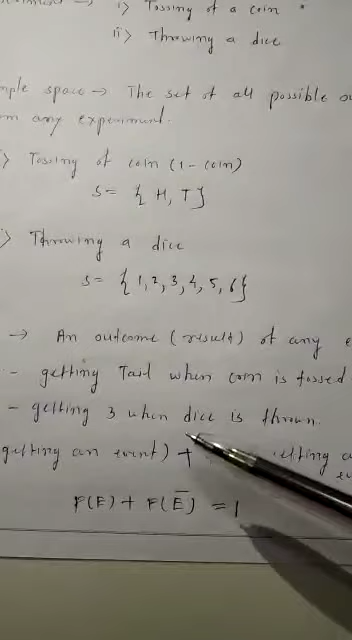 i) Tossing of a coin
ii) Throwing a dice
space → The set of all possible
any experiment.
Tossing of coin (1-coin)
S = { H, T }
Throwing a dice
S = { 1, 2, 3, 4, 5, 6 }
→ An outcome (result) of any
- getting Tail when coin is tossed
- getting 3 when dice is thrown.
getting an event) +
P(E) + P(Ē) = 1